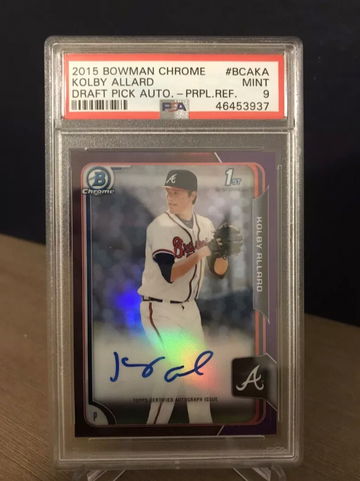 2015 BOWMAN CHROME #BCAKA
KOLBY ALLARD MINT
DRAFT PICK AUTO.-PRPL.REF. 9
PSA 46453937
B
Chrome
1ST
A
Braves
KOLBY ALLARD
A
P
TOPPS CERTIFIED AUTOGRAPH ISSUE